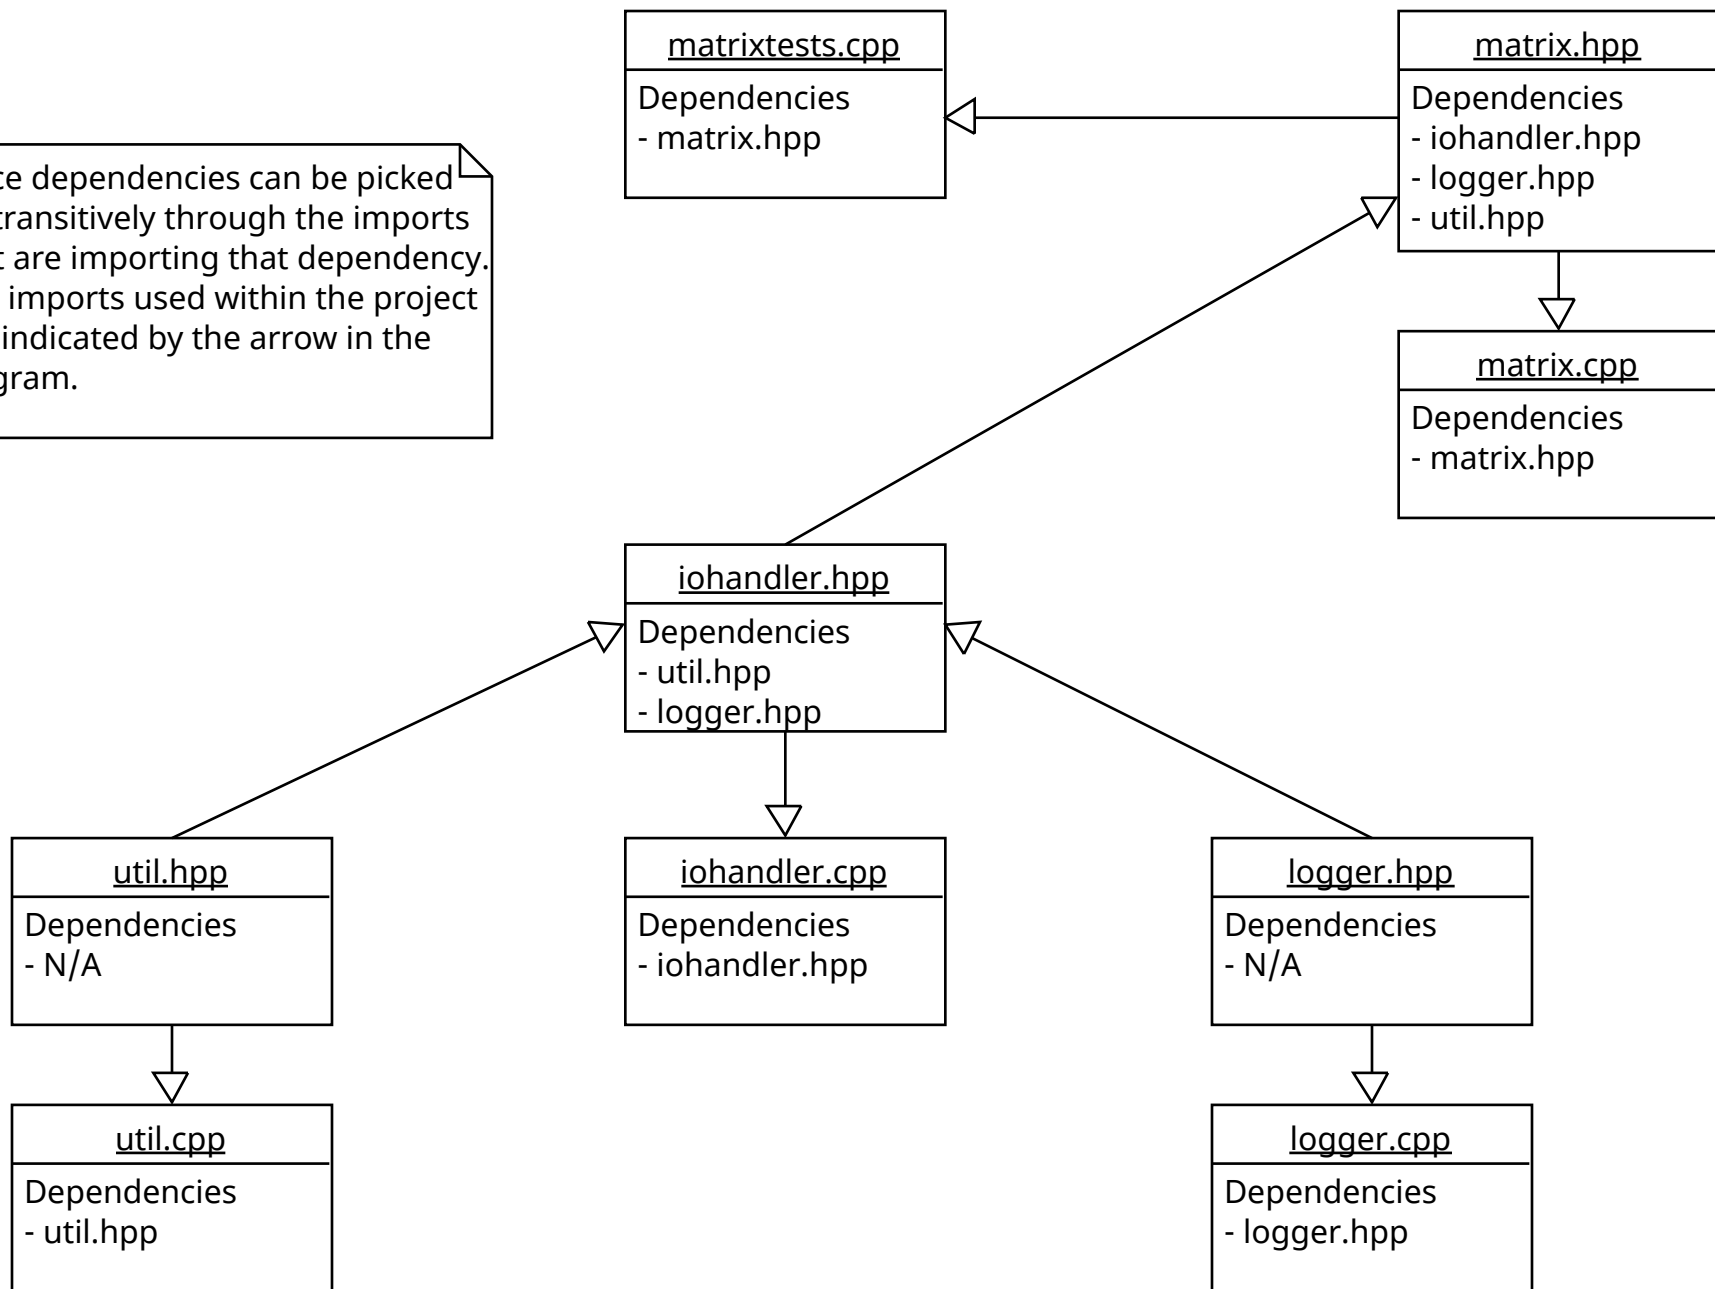 matrixtests.cpp
Dependencies
- matrix.hpp
matrix.hpp
Dependencies
- iohandler.hpp
- logger.hpp
- util.hpp
dependencies can be picked
transitively through the imports
are importing that dependency.
imports used within the project
indicated by the arrow in the
matrix.cpp
Dependencies
- matrix.hpp
iohandler.hpp
Dependencies
- util.hpp
- logger.hpp
util.hpp
Dependencies
- N/A
iohandler.cpp
Dependencies
- iohandler.hpp
logger.hpp
Dependencies
- N/A
util.cpp
Dependencies
- util.hpp
logger.cpp
Dependencies
- logger.hpp